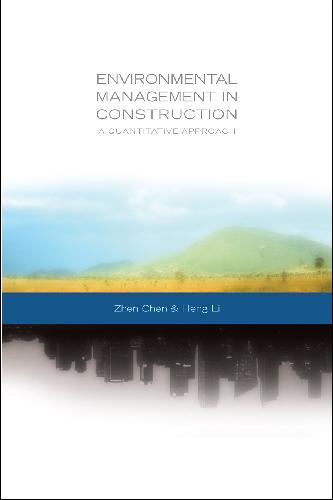 ENVIRONMENTAL
MANAGEMENT IN
CONSTRUCTION
A QUANTITATIVE APPROACH
Zhen Chen & Heng Li